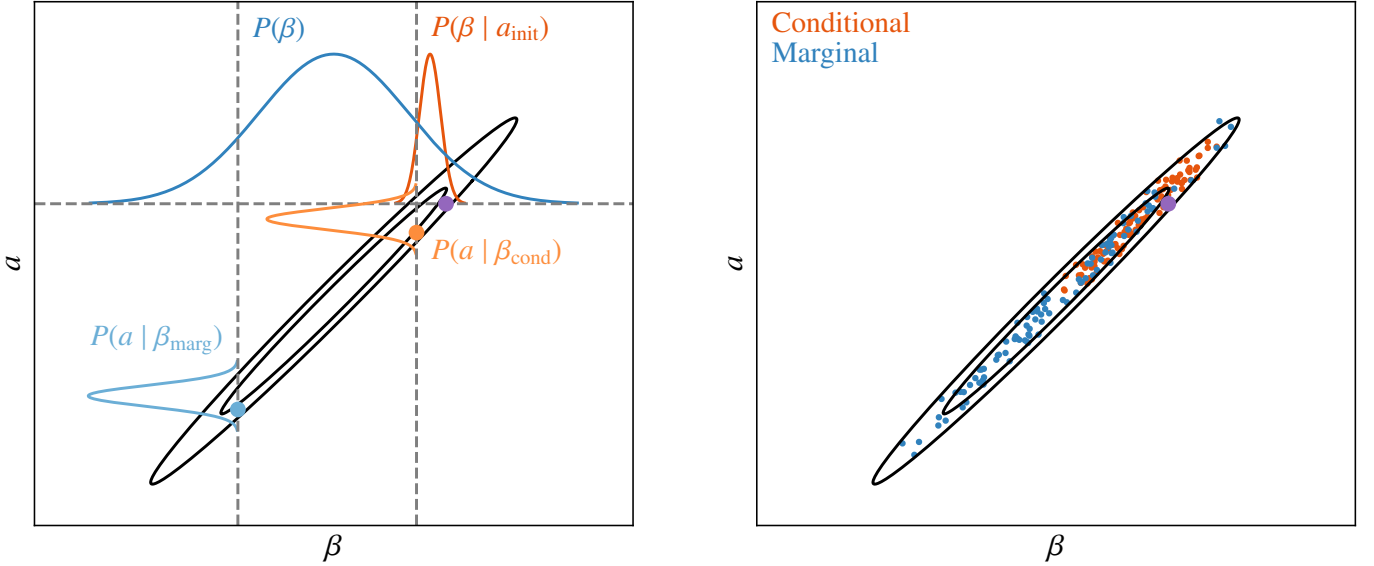 P(β)
P(β | a_init)
P(a | β_cond)
P(a | β_marg)
a
β
Conditional
Marginal
a
β